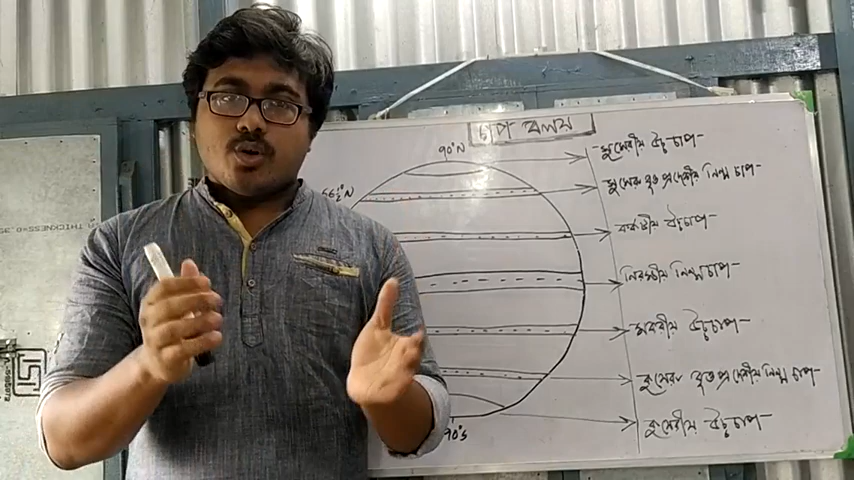 চাপ বলয়
90°N
66½°N
সুমেরীয় উচ্চচাপ
সুমেরু বৃত্ত প্রদেশীয় নিম্ন চাপ
কর্কটীয় উচ্চচাপ
নিরক্ষীয় নিম্নচাপ
মকরীয় উচ্চচাপ
কুমেরু বৃত্ত প্রদেশীয় নিম্ন চাপ
কুমেরীয় উচ্চচাপ
90°S